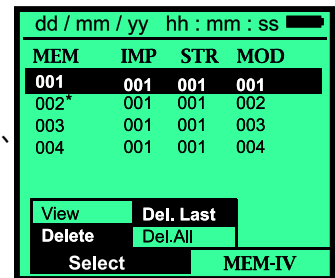 dd / mm / yy hh : mm : ss
MEM IMP STR MOD
001 001 001 001
002* 001 001 002
003 001 001 003
004 001 001 004
View Del. Last
Delete Del.All
Select MEM-IV